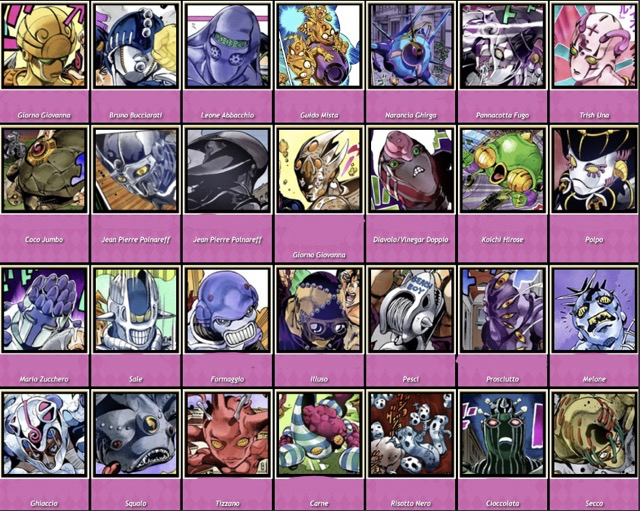 Giorno Giovanna
Bruno Bucciarati
Leone Abbacchio
Guido Mista
Narancia Ghirga
Pannacotta Fugo
Trish Una
Coco Jumbo
Jean Pierre Polnareff
Jean Pierre Polnareff
Giorno Giovanna
Diavolo/Vinegar Doppio
Koichi Hirose
Polpo
Mario Zucchero
Sale
Formaggio
Illuso
Pesci
Prosciutto
Melone
Ghiaccio
Squalo
Tizzano
Carne
Risotto Nero
Cioccolata
Secco